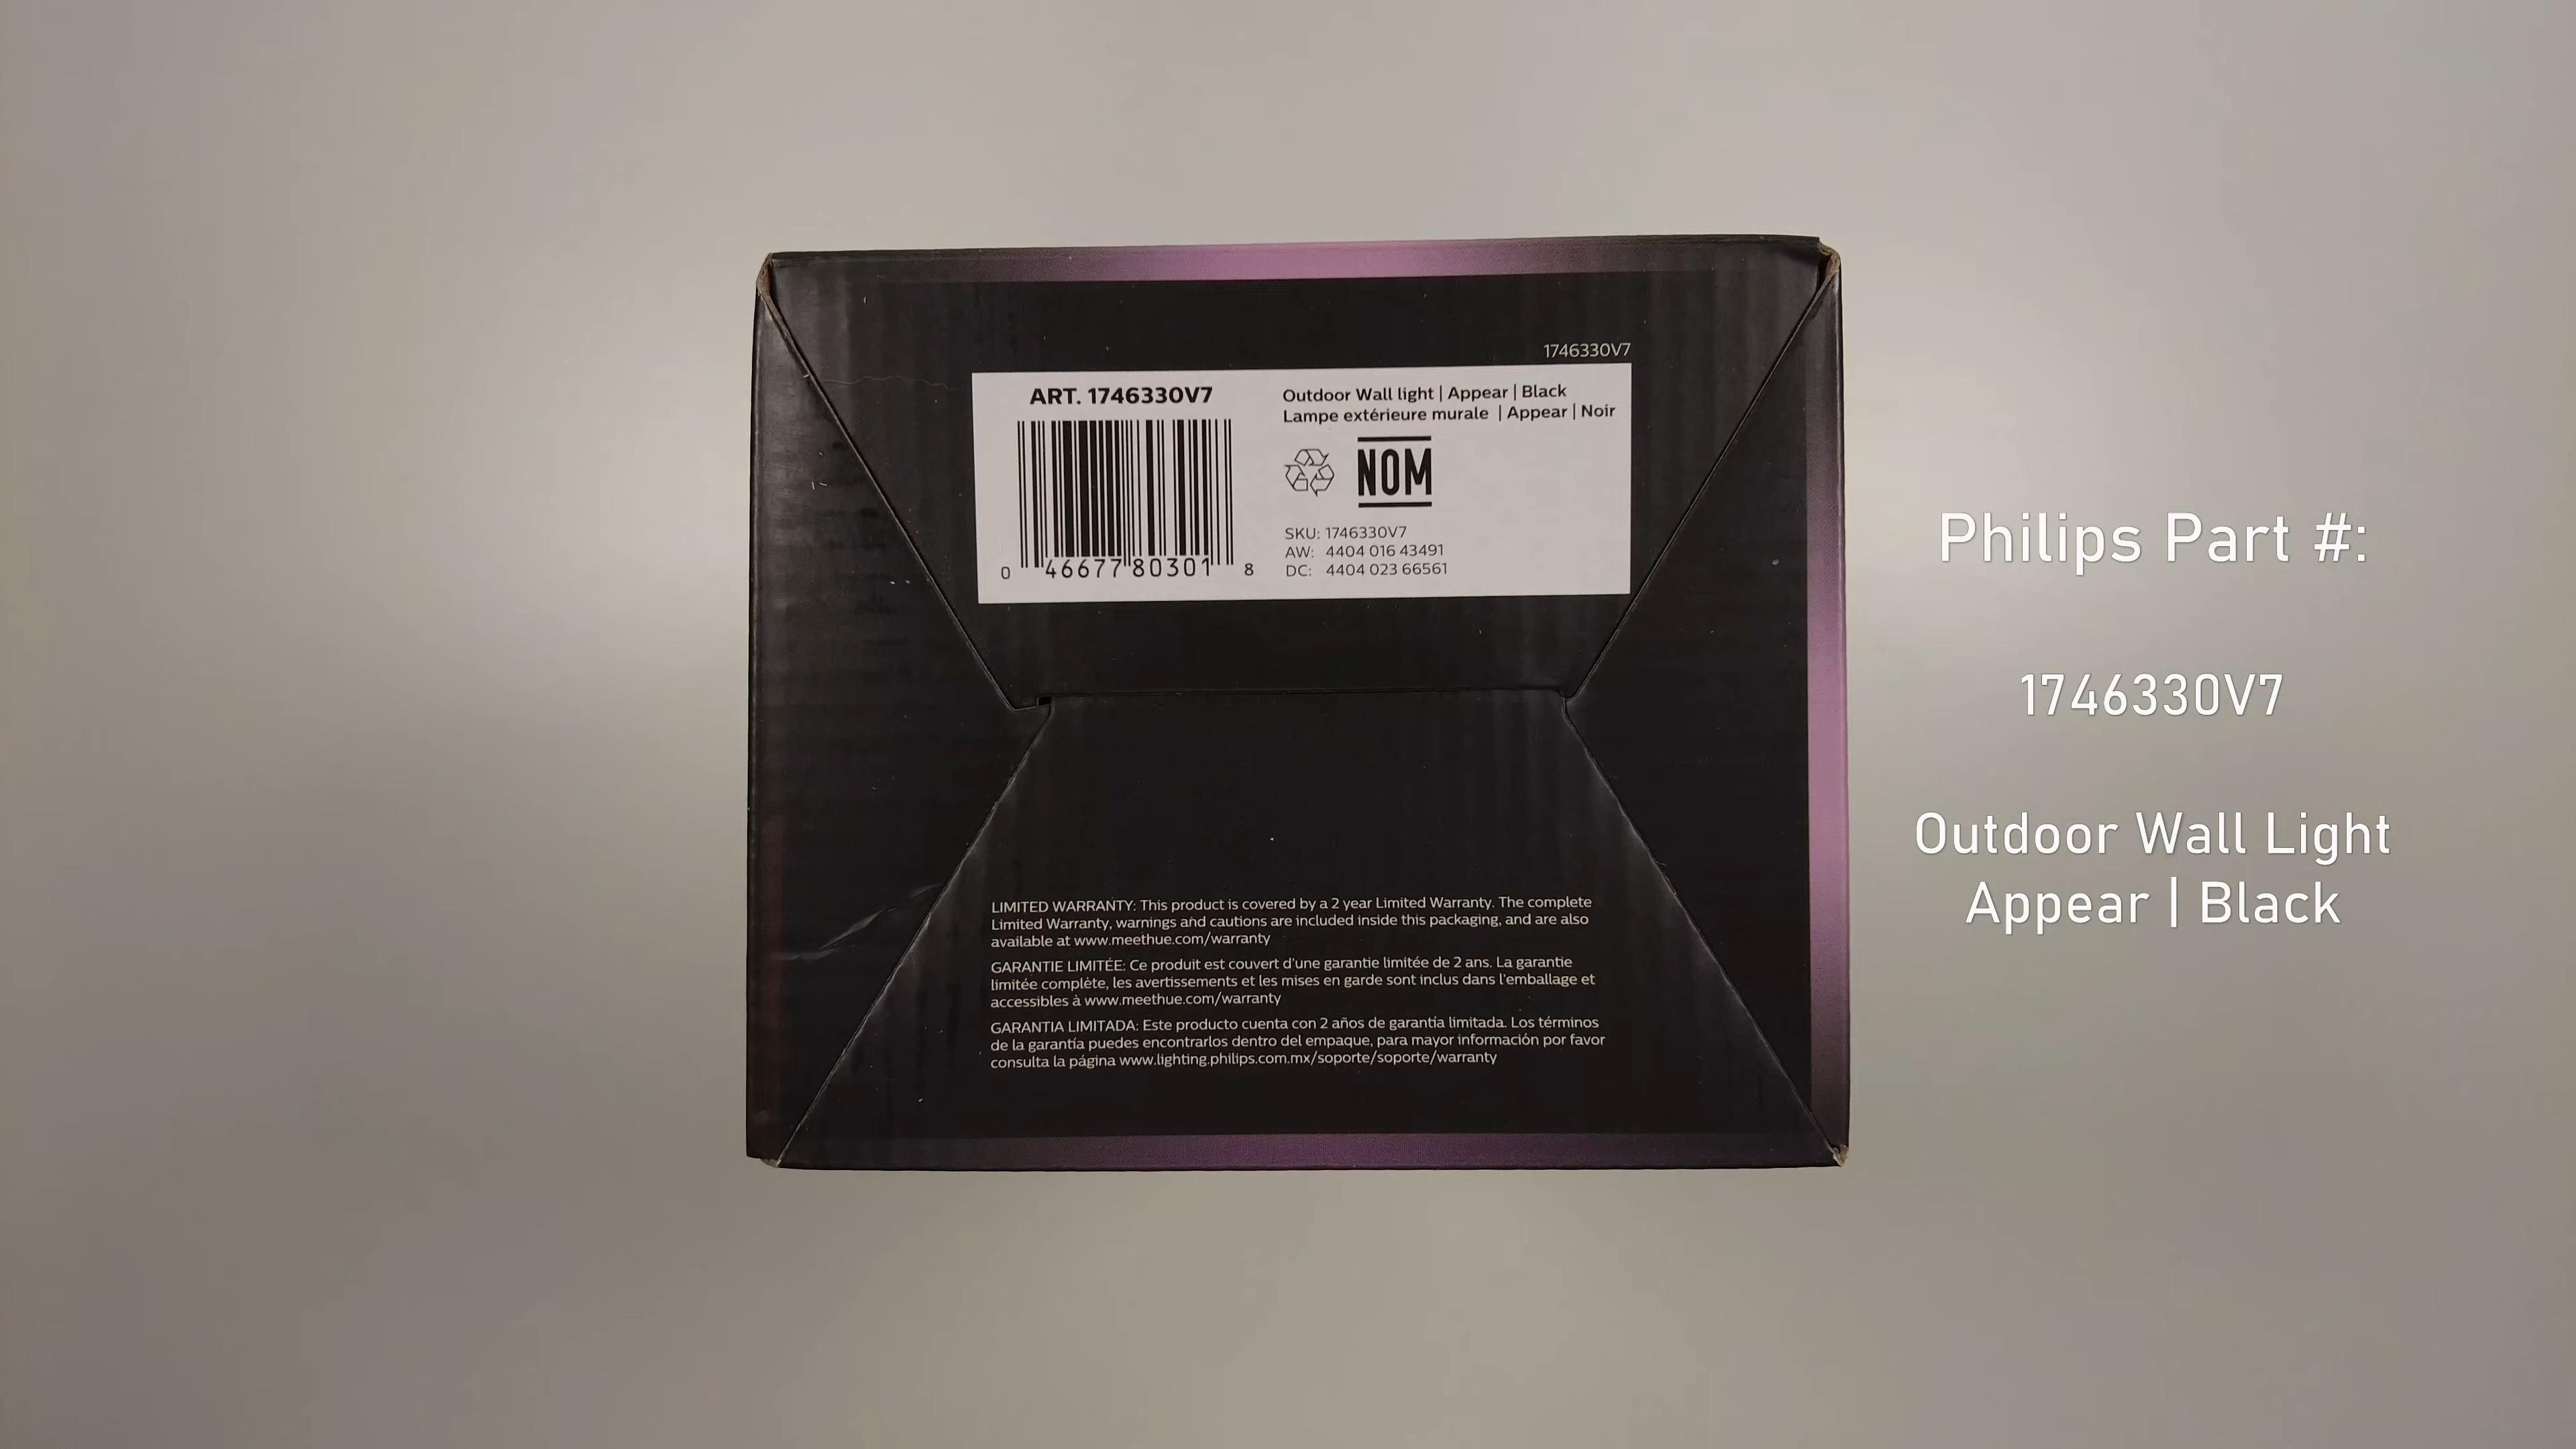 1746330V7
ART. 1746330V7
0 46677 80301 8
Outdoor Wall light | Appear | Black
Lampe extérieure murale | Appear | Noir
NOM
SKU: 1746330V7
AW: 4404 016 43491
DC: 4404 023 66561
LIMITED WARRANTY: This product is covered by a 2 year Limited Warranty. The complete
Limited Warranty, warnings and cautions are included inside this packaging, and are also
available at www.meethue.com/warranty
GARANTIE LIMITÉE: Ce produit est couvert d'une garantie limitée de 2 ans. La garantie
limitée complète, les avertissements et les mises en garde sont inclus dans l'emballage et
accessibles à www.meethue.com/warranty
GARANTIA LIMITADA: Este producto cuenta con 2 años de garantía limitada. Los términos
de la garantía puedes encontrarlos dentro del empaque, para mayor información por favor
consulta la página www.lighting.philips.com.mx/soporte/soporte/warranty
Philips Part #:
1746330V7
Outdoor Wall Light
Appear | Black